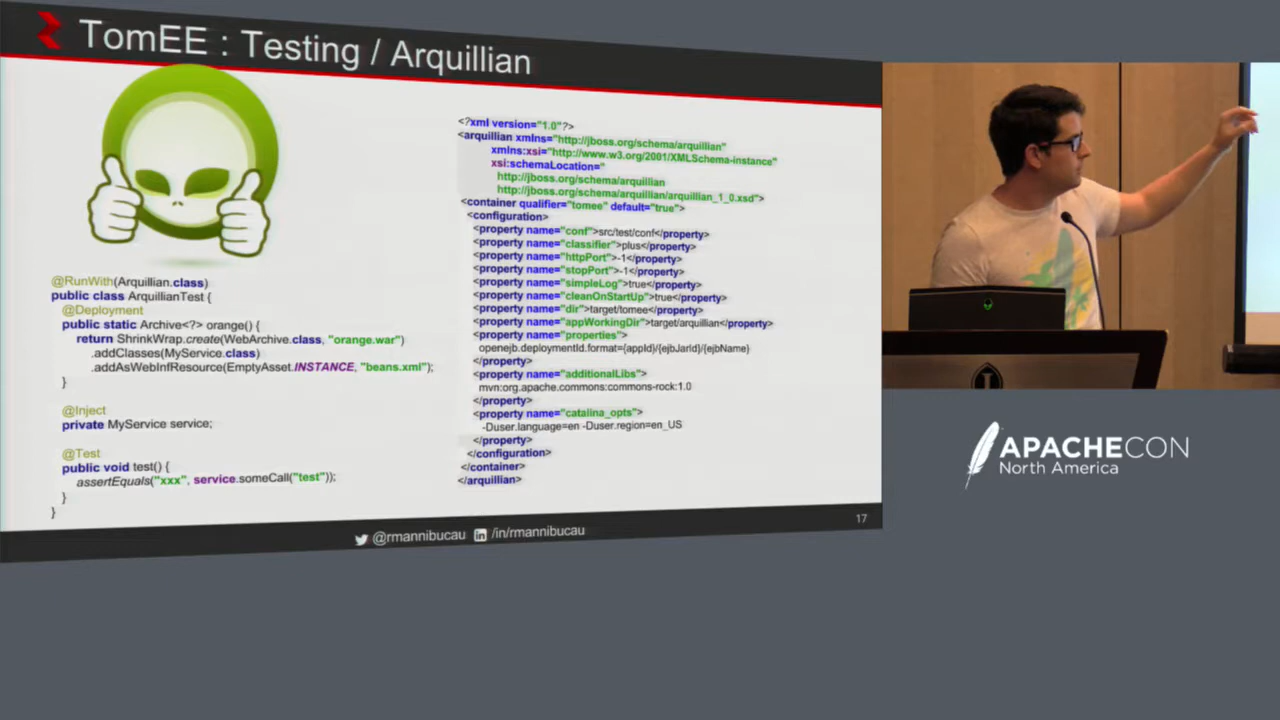 TomEE : Testing / Arquillian
@RunWith(Arquillian.class)
public class ArquillianTest {
@Deployment
public static Archive<?> orange() {
return ShrinkWrap.create(WebArchive.class, "orange.war")
.addClasses(MyService.class)
.addAsWebInfResource(EmptyAsset.INSTANCE, "beans.xml");
}
@Inject
private MyService service;
@Test
public void test() {
assertEquals("xxx", service.someCall("test"));
}
}
<?xml version="1.0"?>
<arquillian xmlns="http://jboss.org/schema/arquillian"
xmlns:xsi="http://www.w3.org/2001/XMLSchema-instance"
xsi:schemaLocation="
http://jboss.org/schema/arquillian
http://jboss.org/schema/arquillian/arquillian_1_0.xsd">
<container qualifier="tomee" default="true">
<configuration>
<property name="conf">src/test/conf</property>
<property name="classifier">plus</property>
<property name="httpPort">-1</property>
<property name="stopPort">-1</property>
<property name="simpleLog">true</property>
<property name="cleanOnStartUp">true</property>
<property name="dir">target/tomee</property>
<property name="appWorkingDir">target/arquillian</property>
<property name="properties">
openejb.deploymentId.format={appId}/{ejbJarId}/{ejbName}
</property>
<property name="additionalLibs">
mvn:org.apache.commons:commons-rock:1.0
</property>
<property name="catalina_opts">
-Duser.language=en -Duser.region=en_US
</property>
</configuration>
</container>
</arquillian>
@rmannibucau in /in/rmannibucau
17
APACHECON
North America